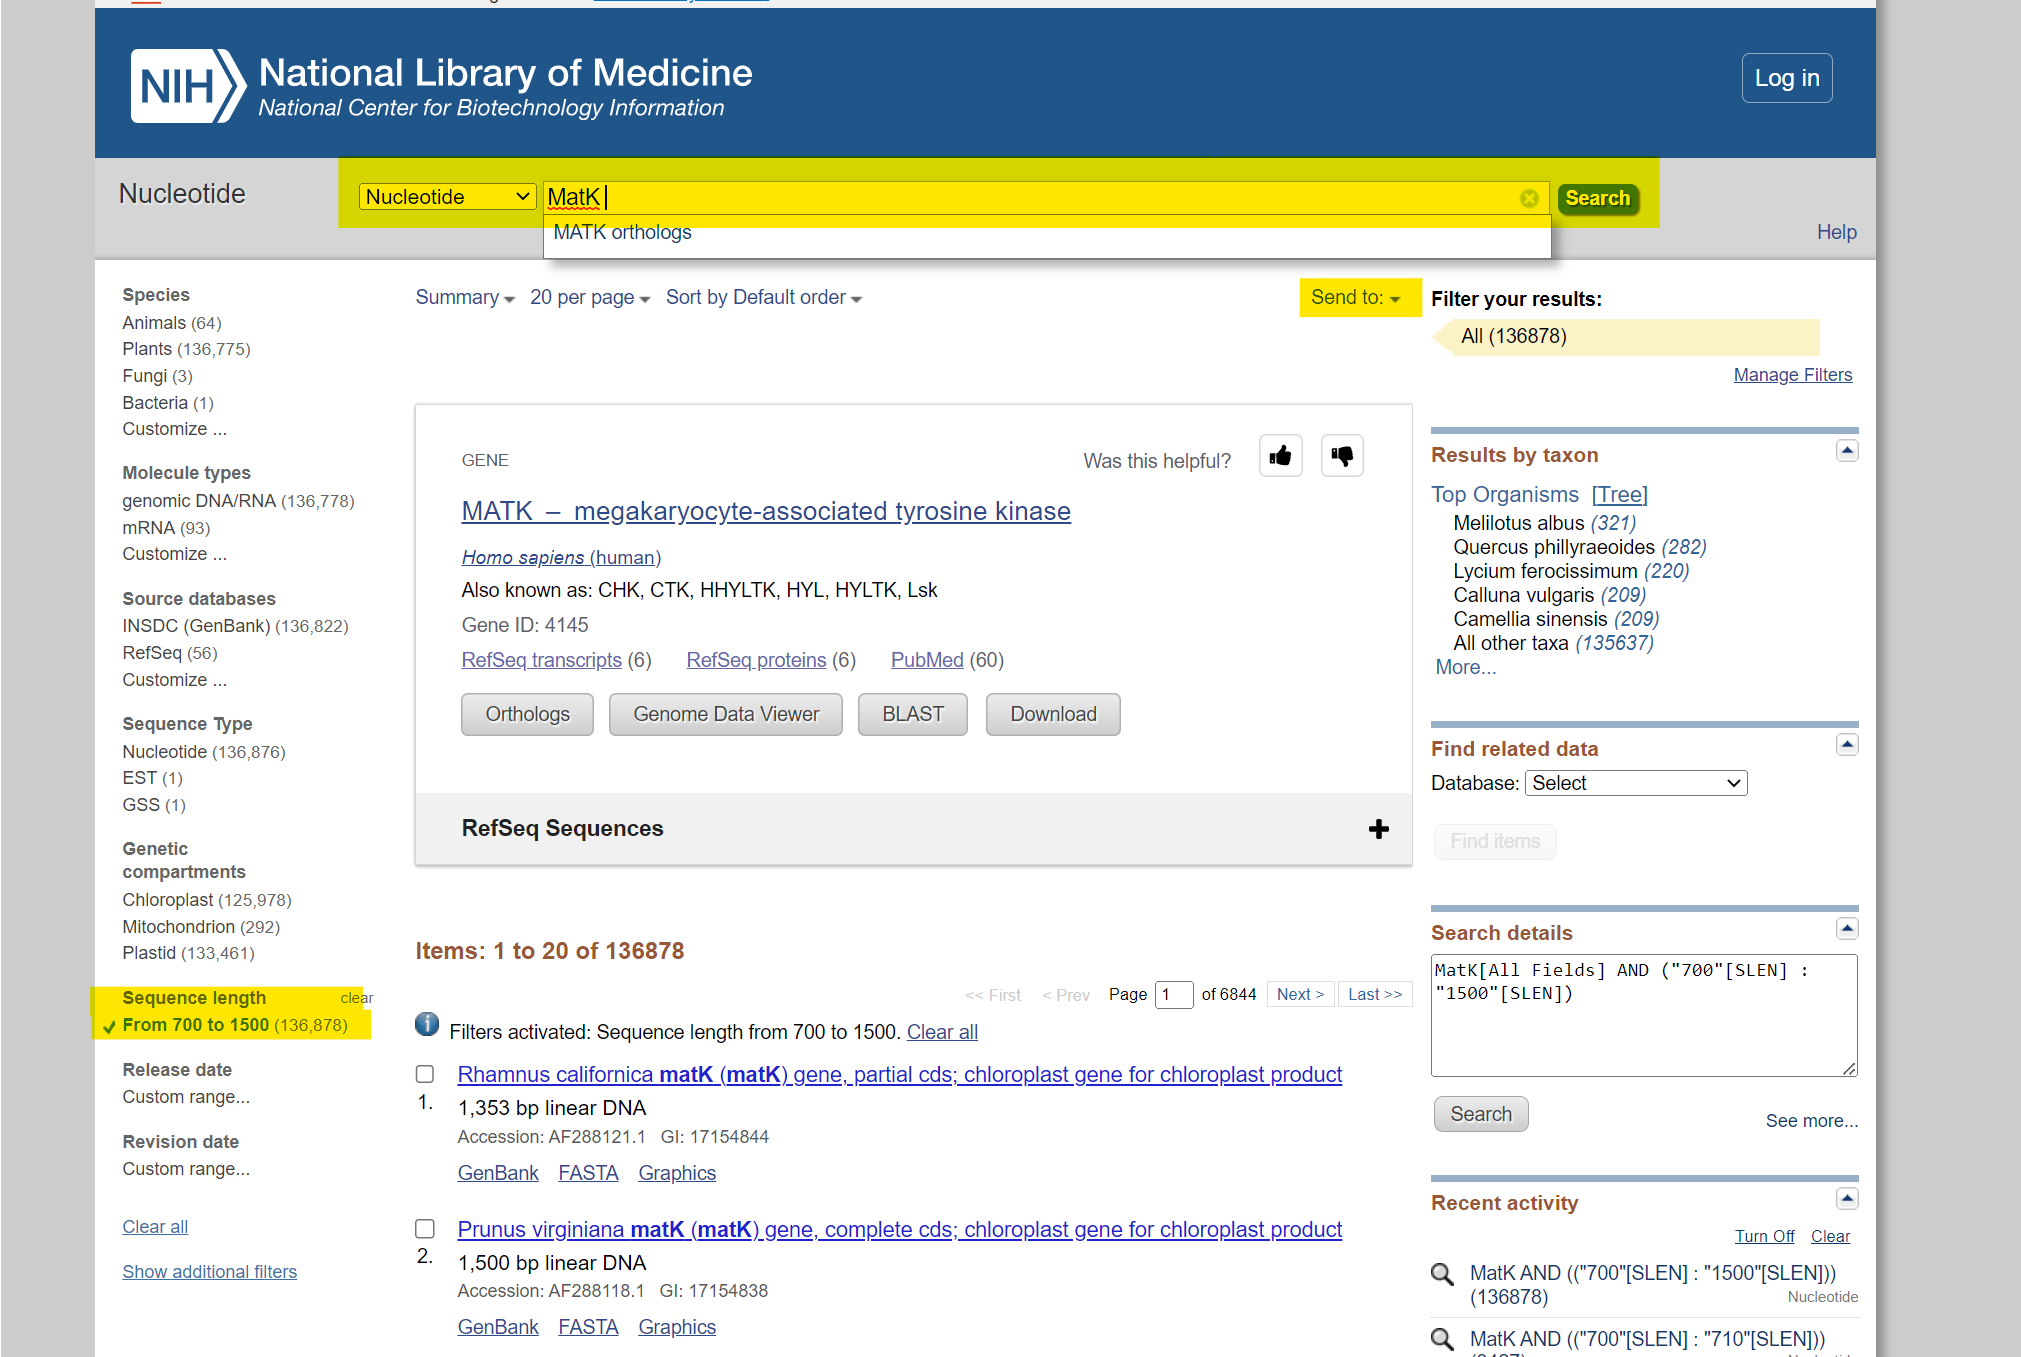 NIH National Library of Medicine
National Center for Biotechnology Information
Log in
Nucleotide
Nucleotide
MatK
Search
MATK orthologs
Help
Species
Animals (64)
Plants (136,775)
Fungi (3)
Bacteria (1)
Customize ...
Molecule types
genomic DNA/RNA (136,778)
mRNA (93)
Customize ...
Source databases
INSDC (GenBank) (136,822)
RefSeq (56)
Customize ...
Sequence Type
Nucleotide (136,876)
EST (1)
GSS (1)
Genetic
compartments
Chloroplast (125,978)
Mitochondrion (292)
Plastid (133,461)
Sequence length clear
From 700 to 1500 (136,878)
Release date
Custom range...
Revision date
Custom range...
Clear all
Show additional filters
Summary 20 per page Sort by Default order
Send to:
GENE
Was this helpful?
MATK – megakaryocyte-associated tyrosine kinase
Homo sapiens (human)
Also known as: CHK, CTK, HHYLTK, HYL, HYLTK, Lsk
Gene ID: 4145
RefSeq transcripts (6) RefSeq proteins (6) PubMed (60)
Orthologs Genome Data Viewer BLAST Download
RefSeq Sequences
Items: 1 to 20 of 136878
<< First < Prev Page 1 of 6844 Next > Last >>
Filters activated: Sequence length from 700 to 1500. Clear all
Rhamnus californica matK (matK) gene, partial cds; chloroplast gene for chloroplast product
1. 1,353 bp linear DNA
Accession: AF288121.1 GI: 17154844
GenBank FASTA Graphics
Prunus virginiana matK (matK) gene, complete cds; chloroplast gene for chloroplast product
2. 1,500 bp linear DNA
Accession: AF288118.1 GI: 17154838
GenBank FASTA Graphics
Filter your results:
All (136878)
Manage Filters
Results by taxon
Top Organisms [Tree]
Melilotus albus (321)
Quercus phillyraeoides (282)
Lycium ferocissimum (220)
Calluna vulgaris (209)
Camellia sinensis (209)
All other taxa (135637)
More...
Find related data
Database: Select
Find items
Search details
MatK[All Fields] AND ("700"[SLEN] :
"1500"[SLEN])
Search
See more...
Recent activity
Turn Off Clear
MatK AND (("700"[SLEN] : "1500"[SLEN]))
(136878)
Nucleotide
MatK AND (("700"[SLEN] : "710"[SLEN]))